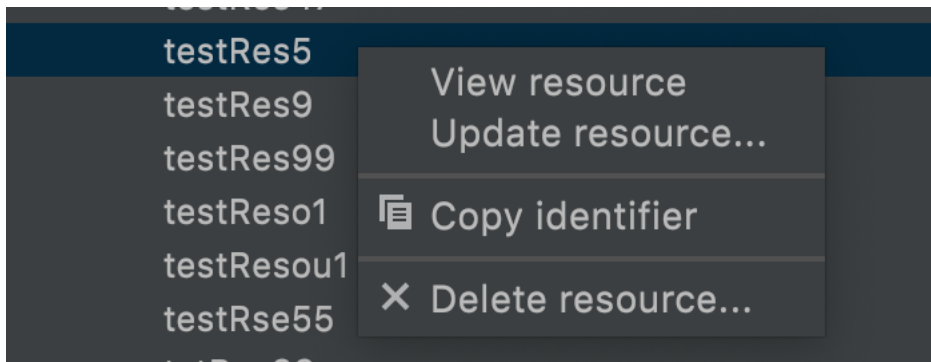 testRes5
View resource
testRes9
Update resource...
testRes99
testReso1
Copy identifier
testResou1
Delete resource...
testRse55